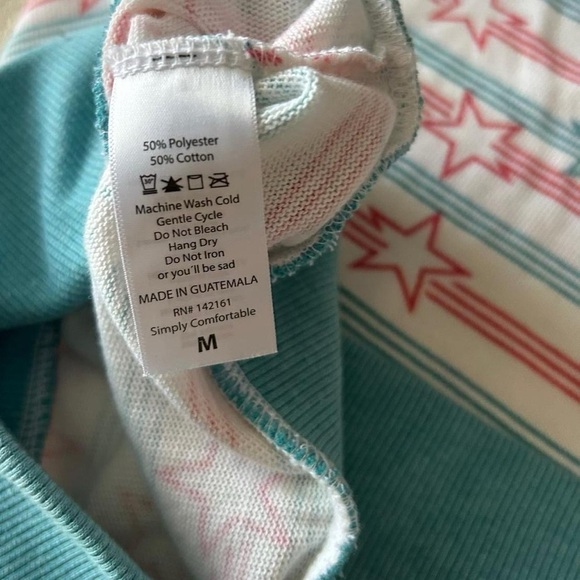 50% Polyester
50% Cotton
30°
Machine Wash Cold
Gentle Cycle
Do Not Bleach
Hang Dry
Do Not Iron
or you'll be sad
MADE IN GUATEMALA
RN# 142161
Simply Comfortable
M